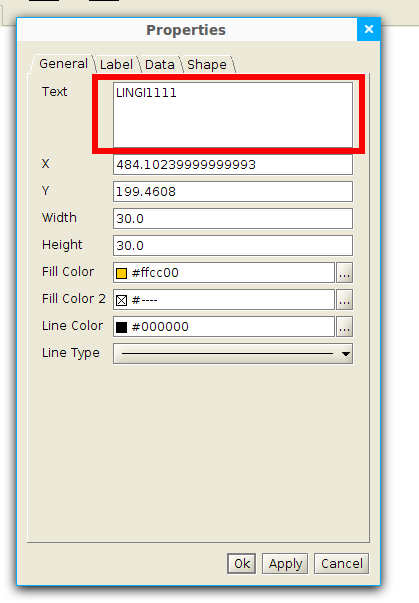 Properties
General Label Data Shape
Text LINGI1111
X 484.10239999999993
Y 199.4608
Width 30.0
Height 30.0
Fill Color #ffcc00 ...
Fill Color 2 #---- ...
Line Color #000000 ...
Line Type
Ok Apply Cancel